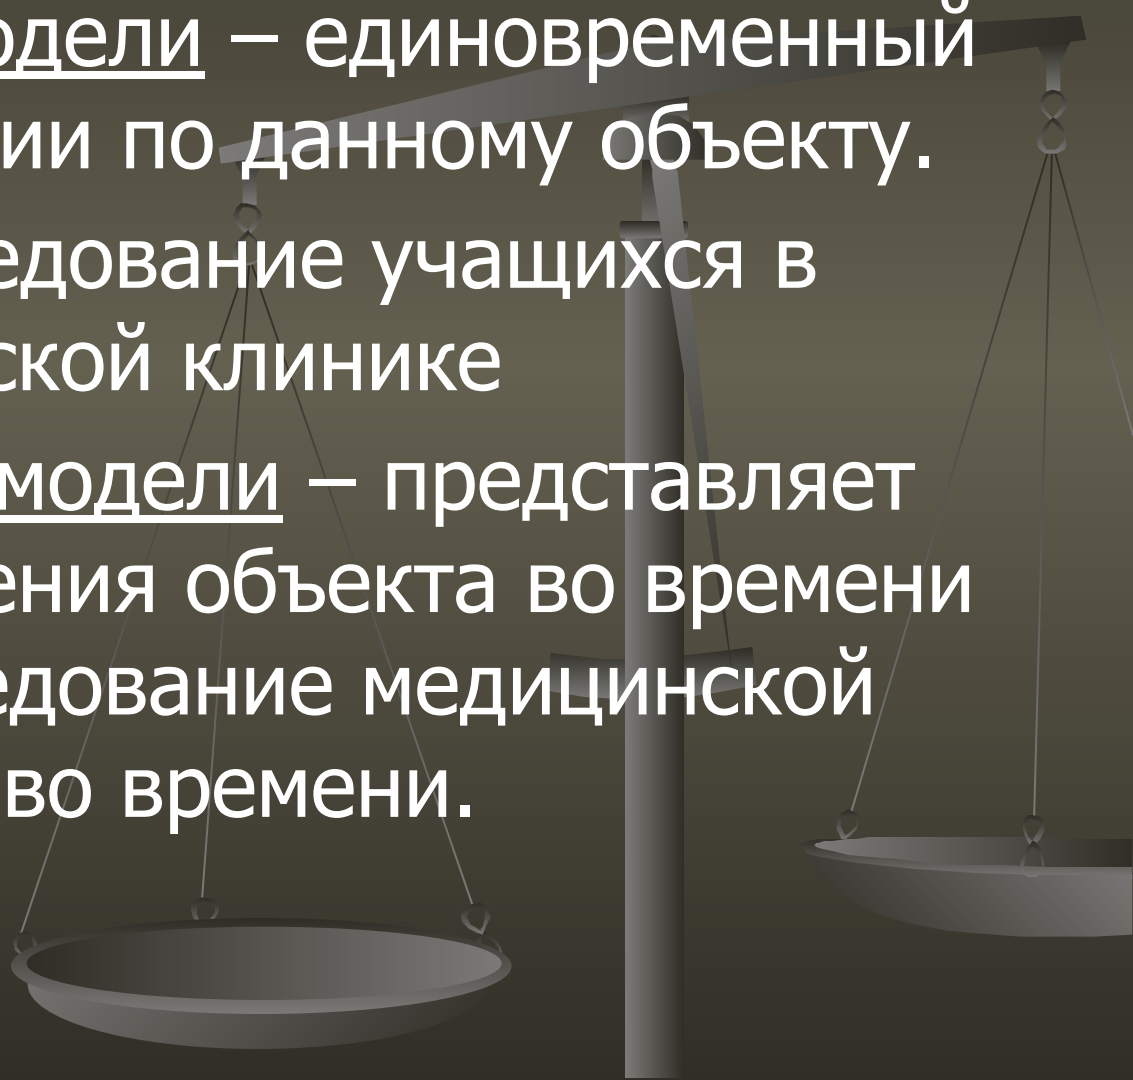 одели – единовременный
ии по данному объекту.
едование учащихся в
ской клинике
модели – представляет
ения объекта во времени
едование медицинской
во времени.